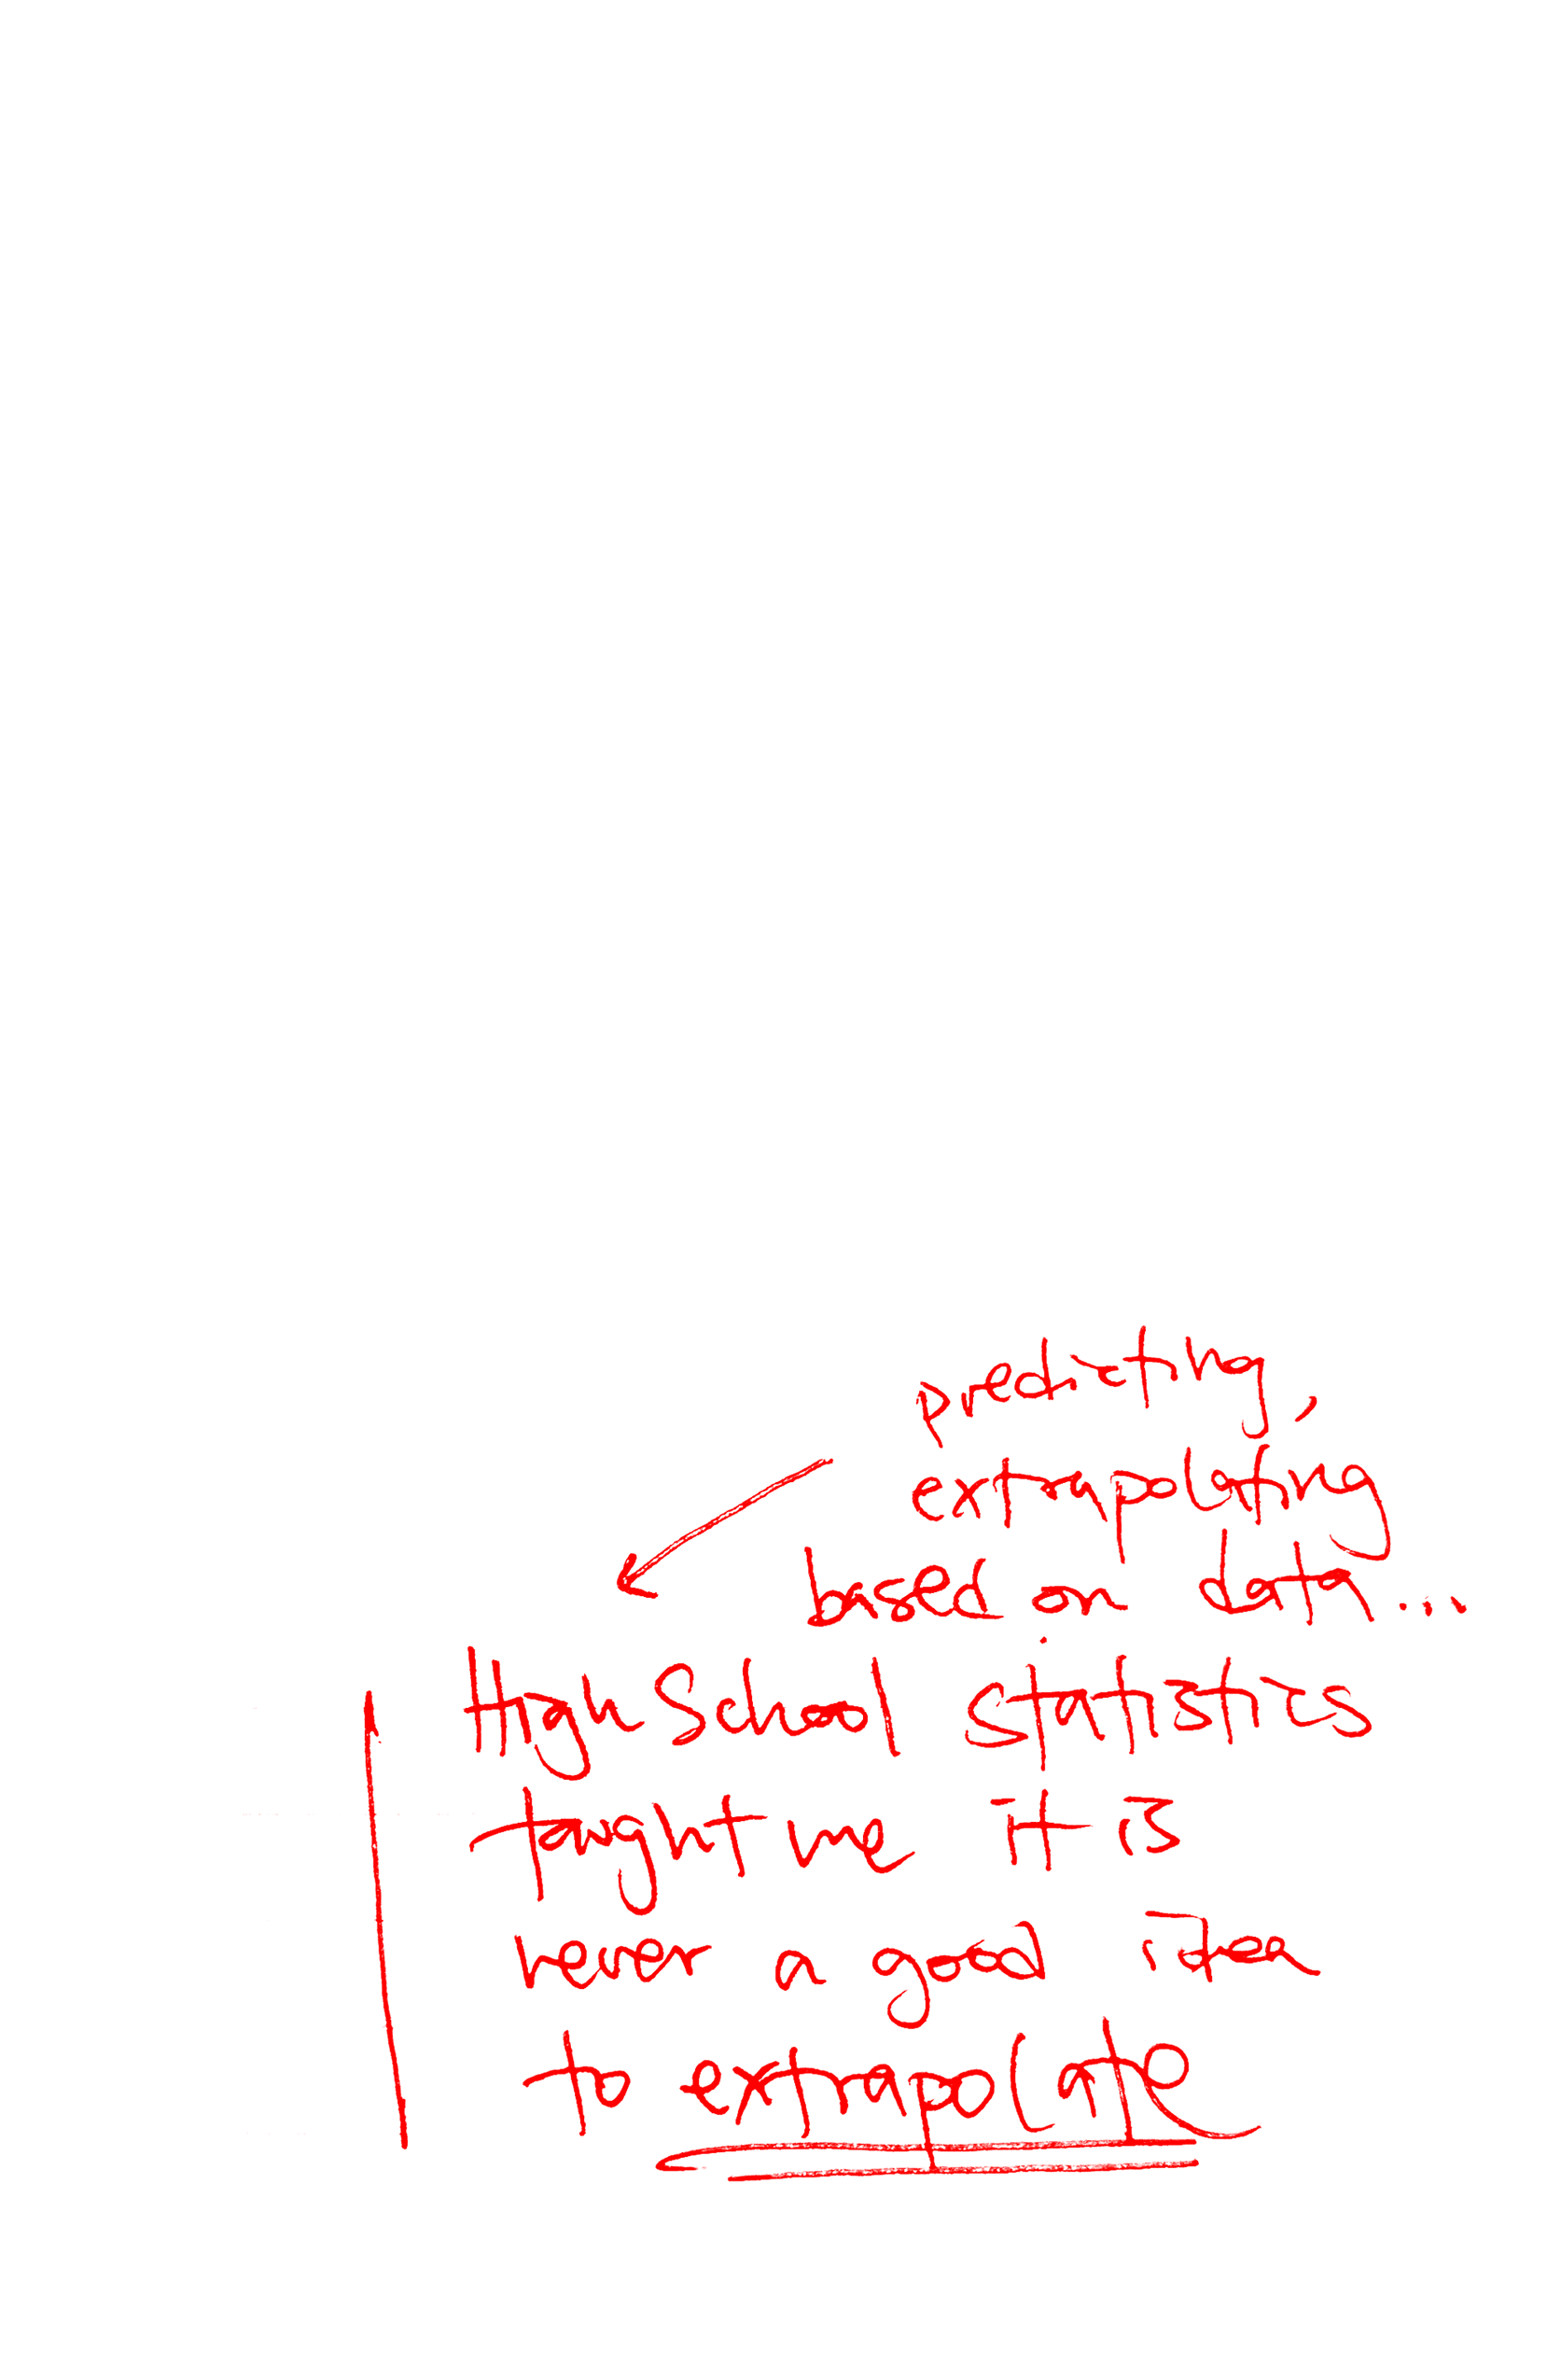 predicting,
extrapolating
based on data...
High School statistics
taught me it is
never a good idea
to extrapolate